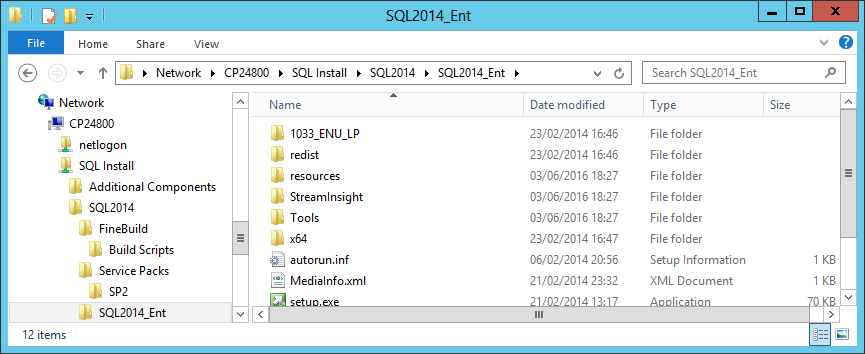 SQL2014_Ent
File Home Share View
Network CP24800 SQL Install SQL2014 SQL2014_Ent Search SQL2014_Ent
Network
CP24800
netlogon
SQL Install
Additional Components
SQL2014
FineBuild
Build Scripts
Service Packs
SP2
SQL2014_Ent
Name Date modified Type Size
1033_ENU_LP 23/02/2014 16:46 File folder
redist 23/02/2014 16:46 File folder
resources 03/06/2016 18:27 File folder
StreamInsight 03/06/2016 18:27 File folder
Tools 03/06/2016 18:27 File folder
x64 23/02/2014 16:47 File folder
autorun.inf 06/02/2014 20:56 Setup Information 1 KB
MediaInfo.xml 21/02/2014 23:32 XML Document 1 KB
setup.exe 21/02/2014 13:17 Application 70 KB
12 items